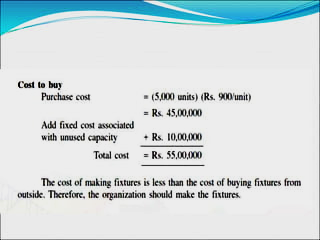 Cost to buy
Purchase cost = (5,000 units) (Rs. 900/unit)
= Rs. 45,00,000
Add fixed cost associated
with unused capacity + Rs. 10,00,000
Total cost = Rs. 55,00,000
The cost of making fixtures is less than the cost of buying fixtures from
outside. Therefore, the organization should make the fixtures.